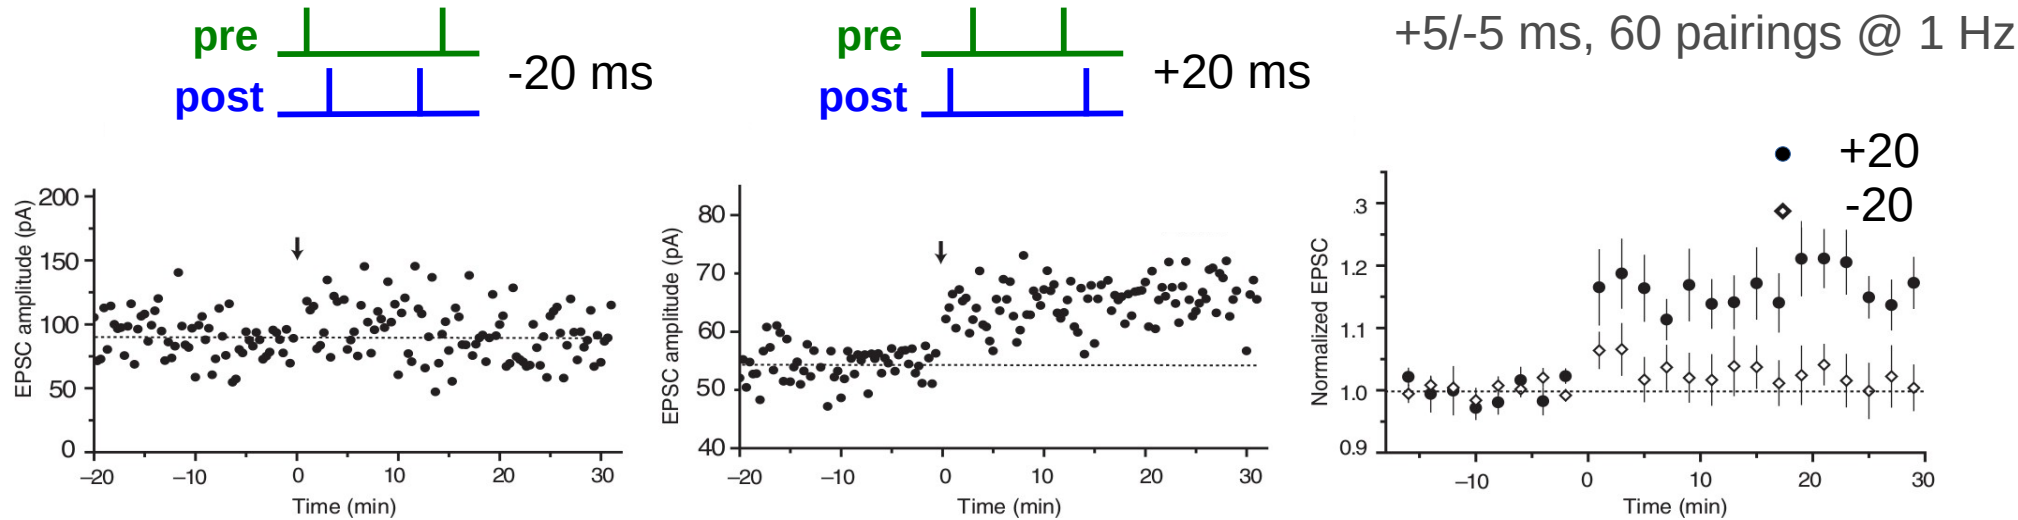 pre
post
-20 ms
pre
post
+20 ms
+5/-5 ms, 60 pairings @ 1 Hz
EPSC amplitude (pA)
200
150
100
50
0
−20
−10
0
10
20
30
Time (min)
EPSC amplitude (pA)
80
70
60
50
40
−20
−10
0
10
20
30
Time (min)
+20
-20
Normalized EPSC
.3
1.2
1.1
1.0
0.9
−10
0
10
20
30
Time (min)